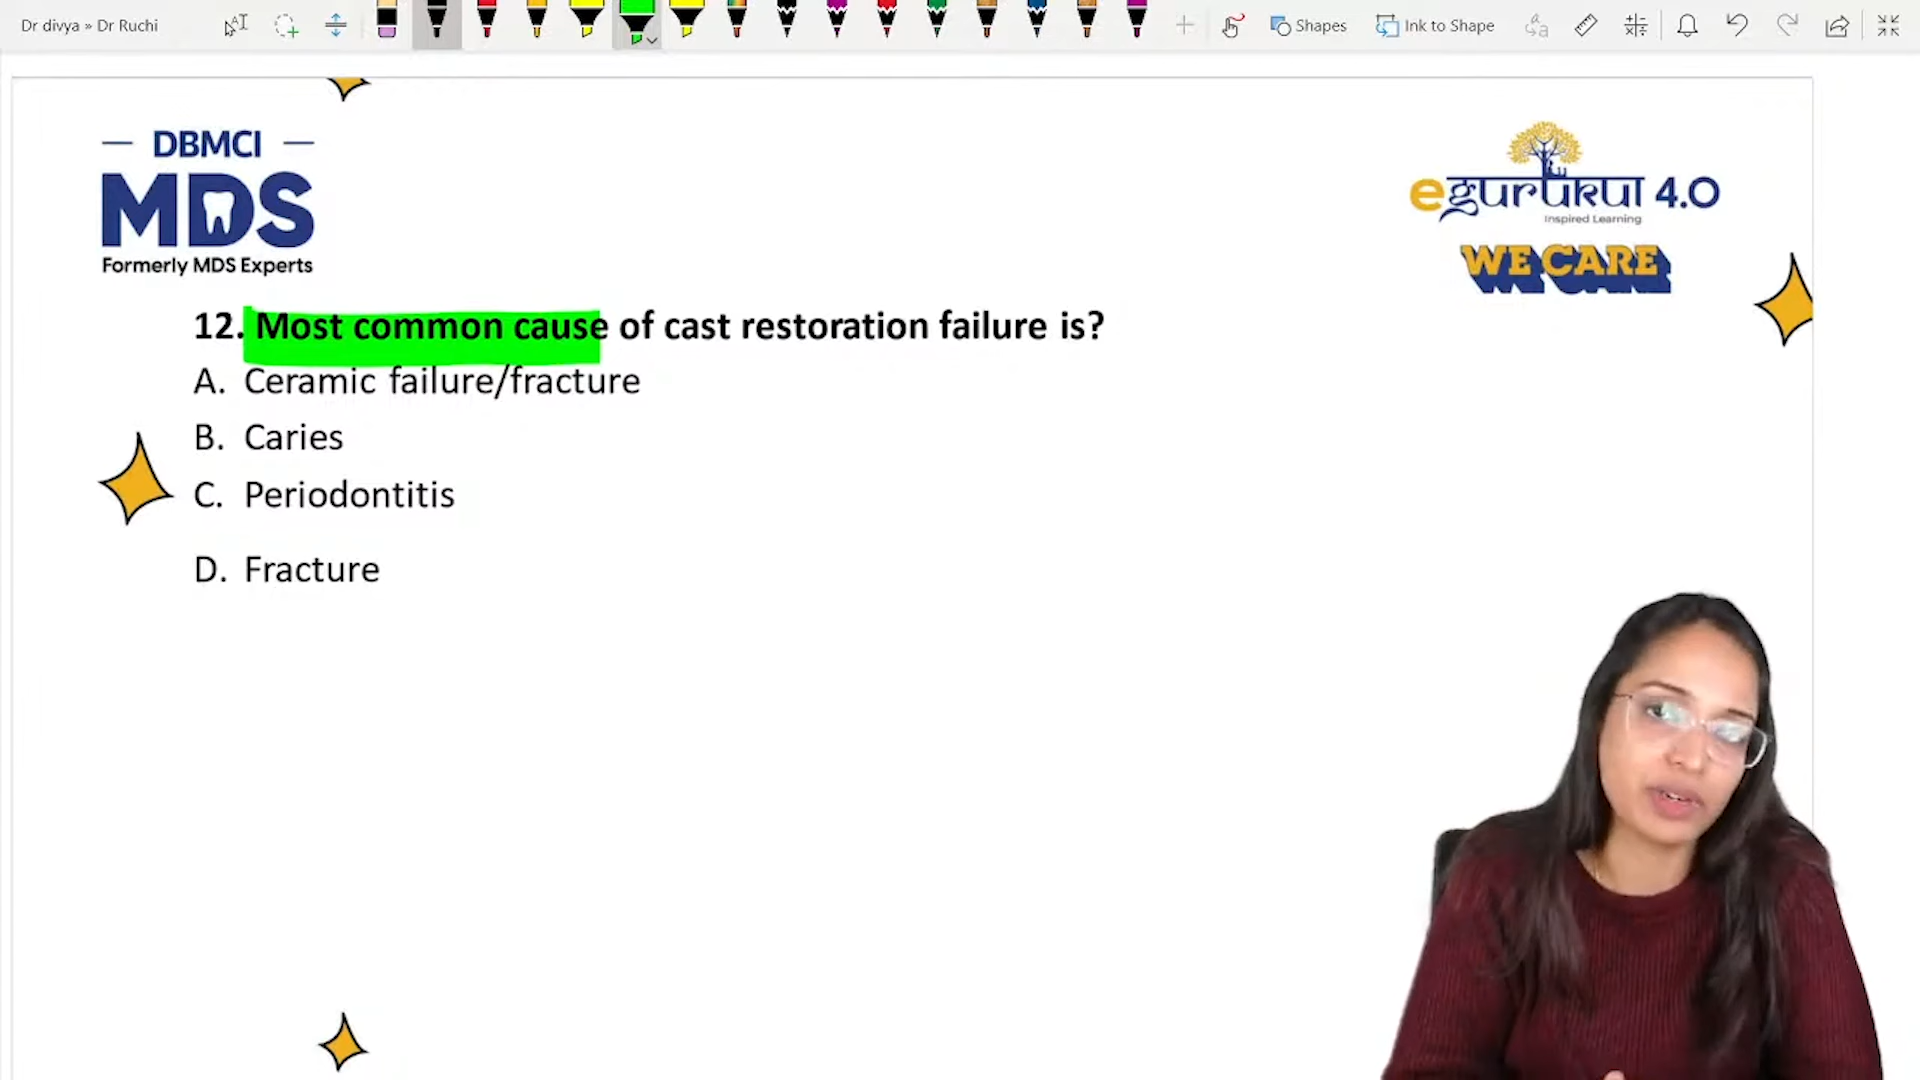 Dr divya » Dr Ruchi
Shapes
Ink to Shape
DBMCI
MDS
Formerly MDS Experts
egurukul 4.0
Inspired Learning
WE CARE
12. Most common cause of cast restoration failure is?
A. Ceramic failure/fracture
B. Caries
C. Periodontitis
D. Fracture